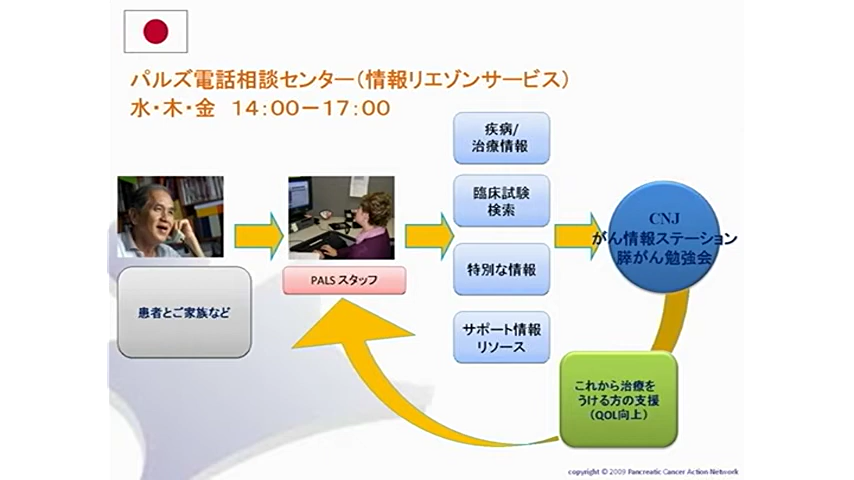 パルズ電話相談センター（情報リエゾンサービス）
水・木・金　１４：００－１７：００
疾病/
治療情報
臨床試験
検索
特別な情報
サポート情報
リソース
CNJ
がん情報ステーション
膵がん勉強会
PALS スタッフ
患者とご家族など
これから治療を
うける方の支援
（QOL向上）
copyright © 2009 Pancreatic Cancer Action Network